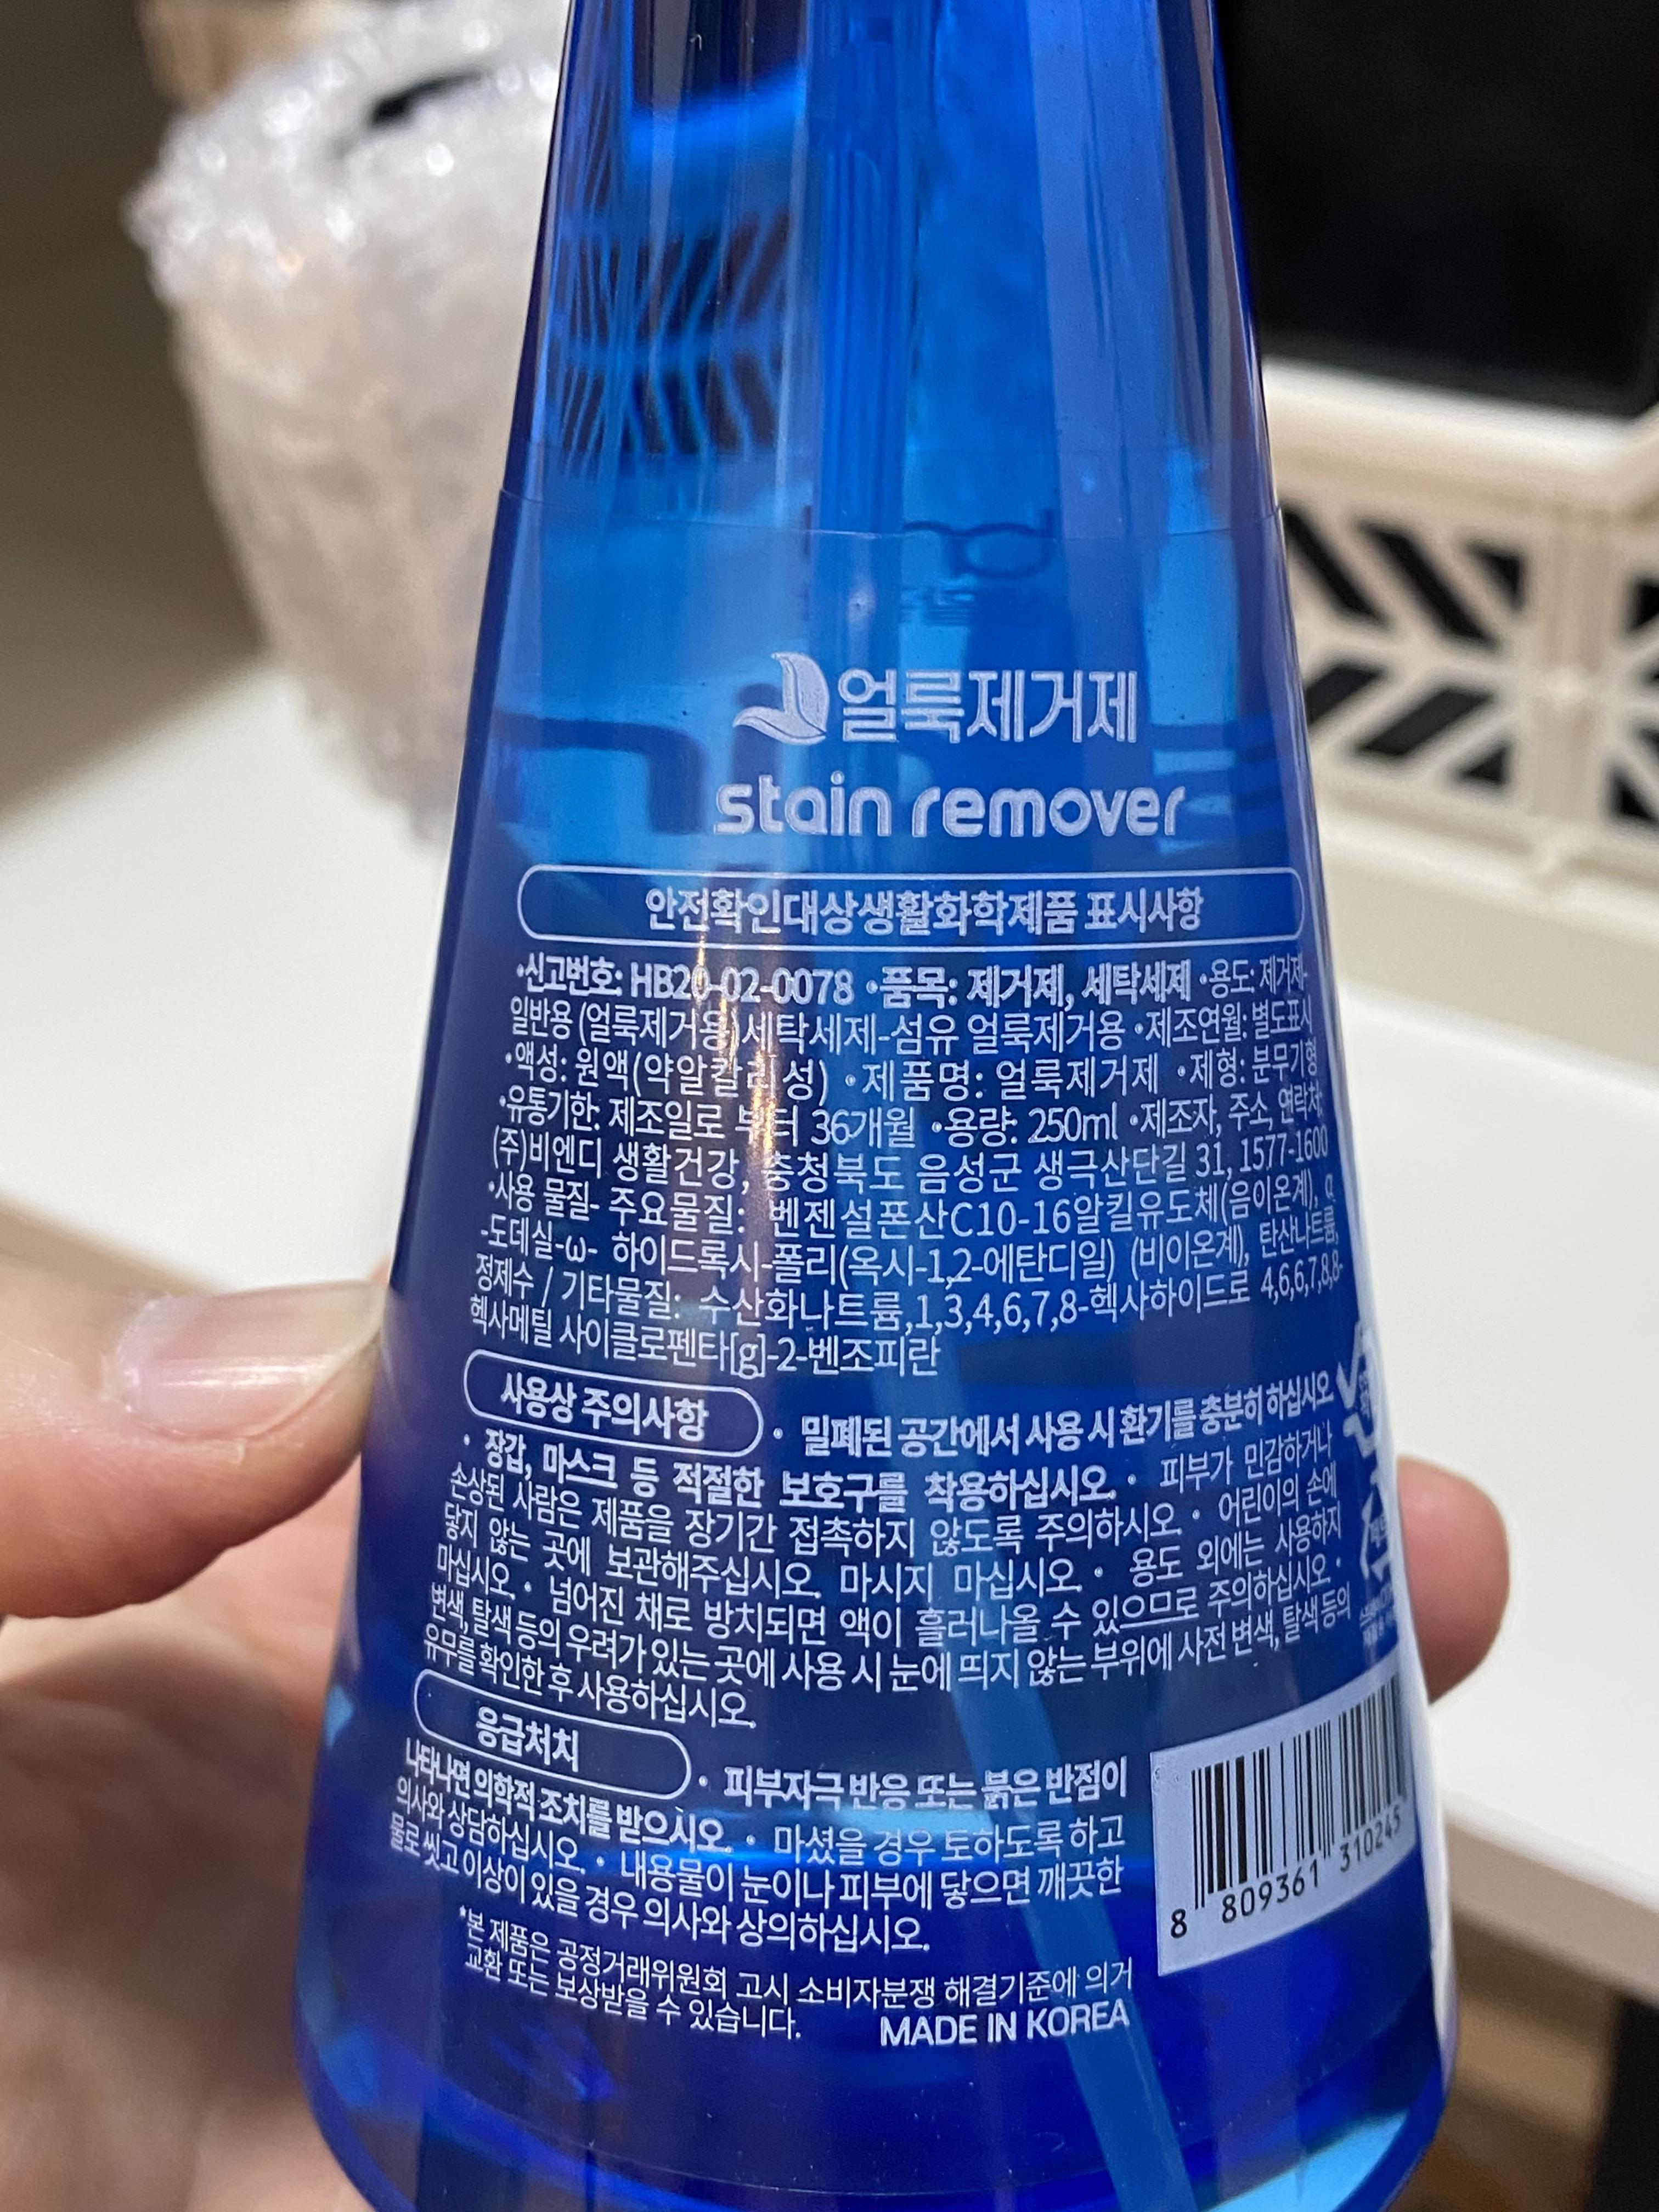 얼룩제거제
stain remover
안전확인대상생활화학제품 표시사항
•신고번호: HB20-02-0078 •품목: 제거제, 세탁세제 •용도: 제거제-
일반용 (얼룩제거용)세탁세제-섬유 얼룩제거용 •제조연월: 별도표시
•액성: 원액(약알칼리성) •제품명: 얼룩제거제 •제형: 분무기형
•유통기한: 제조일로 부터 36개월 •용량: 250ml •제조자, 주소, 연락처:
(주)비엔디 생활건강, 충청북도 음성군 생극산단길 31, 1577-1600
•사용 물질- 주요물질: 벤젠설폰산C10-16알킬유도체(음이온계), α
-도데실-ω- 하이드록시-폴리(옥시-1,2-에탄디일) (비이온계), 탄산나트륨,
정제수 / 기타물질: 수산화나트륨,1,3,4,6,7,8-헥사하이드로 4,6,6,7,8,8-
헥사메틸 사이클로펜타[g]-2-벤조피란
사용상 주의사항 • 밀폐된 공간에서 사용 시 환기를 충분히 하십시오.
• 장갑, 마스크 등 적절한 보호구를 착용하십시오. • 피부가 민감하거나
손상된 사람은 제품을 장기간 접촉하지 않도록 주의하시오. • 어린이의 손에
닿지 않는 곳에 보관해주십시오. 마시지 마십시오. • 용도 외에는 사용하지
마십시오. • 넘어진 채로 방치되면 액이 흘러나올 수 있으므로 주의하십시오. •
변색, 탈색 등의 우려가 있는 곳에 사용 시 눈에 띄지 않는 부위에 사전 변색, 탈색 등의
유무를 확인한 후 사용하십시오.
응급처치 • 피부자극 반응 또는 붉은 반점이
나타나면 의학적 조치를 받으시오. • 마셨을 경우 토하도록 하고
의사와 상담하십시오. • 내용물이 눈이나 피부에 닿으면 깨끗한
물로 씻고 이상이 있을 경우 의사와 상의하십시오.
*본 제품은 공정거래위원회 고시 소비자분쟁 해결기준에 의거
교환 또는 보상받을 수 있습니다.
MADE IN KOREA
8 809361 310245